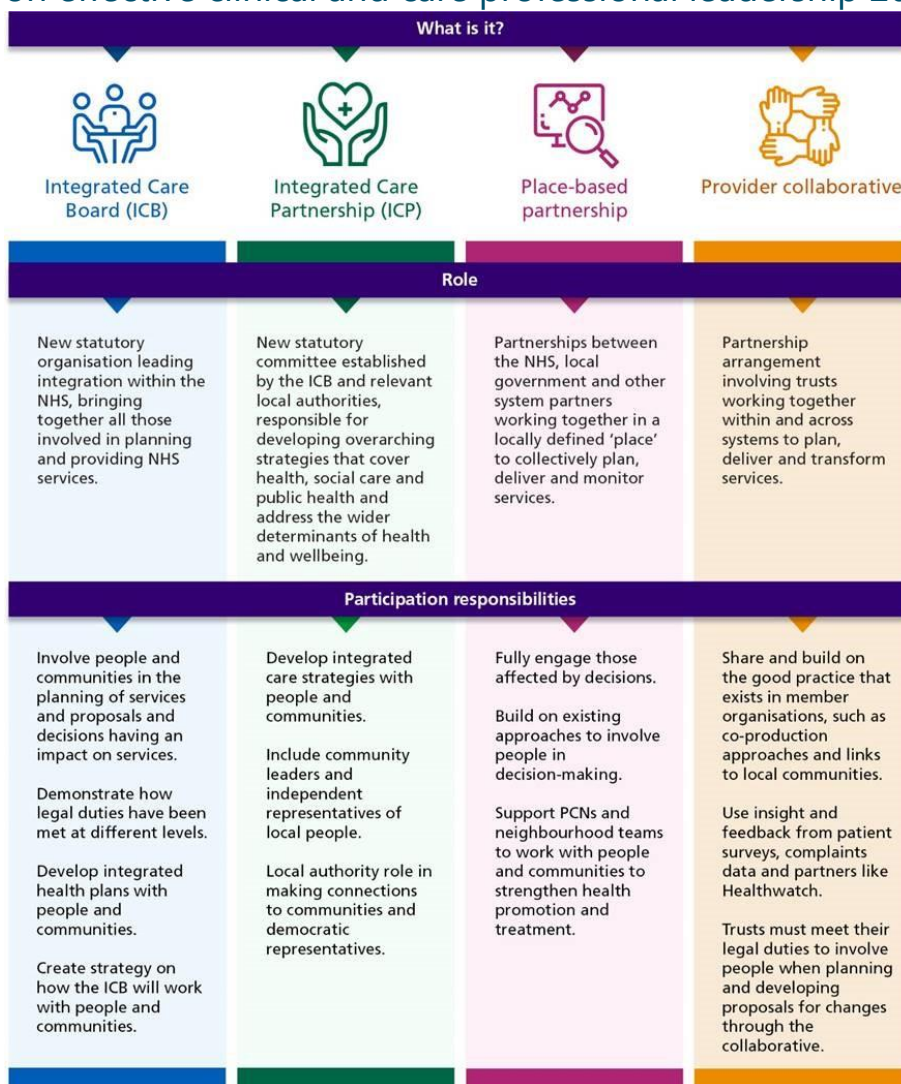 on effective clinical and care professional leadership
What is it?
Integrated Care
Board (ICB)
Integrated Care
Partnership (ICP)
Place-based
partnership
Provider collaborative
Role
New statutory
organisation leading
integration within the
NHS, bringing
together all those
involved in planning
and providing NHS
services.
New statutory
committee established
by the ICB and relevant
local authorities,
responsible for
developing overarching
strategies that cover
health, social care and
public health and
address the wider
determinants of health
and wellbeing.
Partnerships between
the NHS, local
government and other
system partners
working together in a
locally defined ‘place’
to collectively plan,
deliver and monitor
services.
Partnership
arrangement
involving trusts
working together
within and across
systems to plan,
deliver and transform
services.
Participation responsibilities
Involve people and
communities in the
planning of services
and proposals and
decisions having an
impact on services.
Demonstrate how
legal duties have been
met at different levels.
Develop integrated
health plans with
people and
communities.
Create strategy on
how the ICB will work
with people and
communities.
Develop integrated
care strategies with
people and
communities.
Include community
leaders and
independent
representatives of
local people.
Local authority role in
making connections
to communities and
democratic
representatives.
Fully engage those
affected by decisions.
Build on existing
approaches to involve
people in
decision-making.
Support PCNs and
neighbourhood teams
to work with people
and communities to
strengthen health
promotion and
treatment.
Share and build on
the good practice that
exists in member
organisations, such as
co-production
approaches and links
to local communities.
Use insight and
feedback from patient
surveys, complaints
data and partners like
Healthwatch.
Trusts must meet their
legal duties to involve
people when planning
and developing
proposals for changes
through the
collaborative.